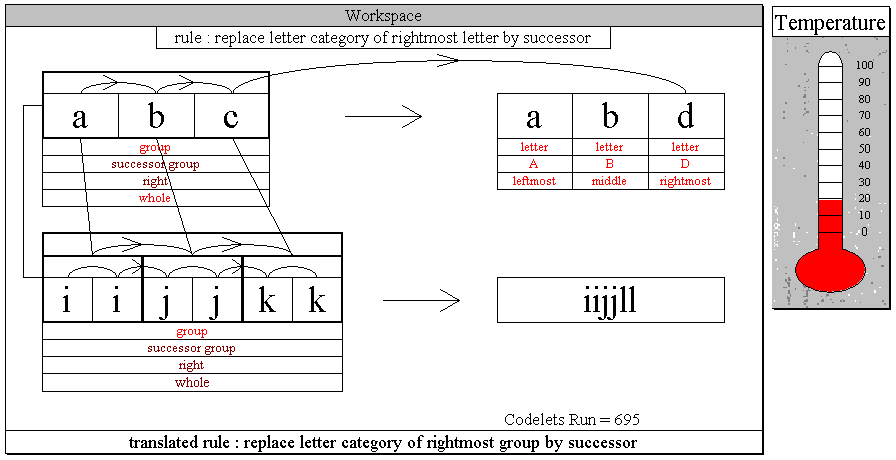 Workspace
rule : replace letter category of rightmost letter by successor
Temperature
100
90
80
70
60
50
40
30
20
10
0
a b c
a b d
group
successor group
right
whole
letter letter letter
A B D
leftmost middle rightmost
i i j j k k
iijjll
group
successor group
right
whole
Codelets Run = 695
translated rule : replace letter category of rightmost group by successor